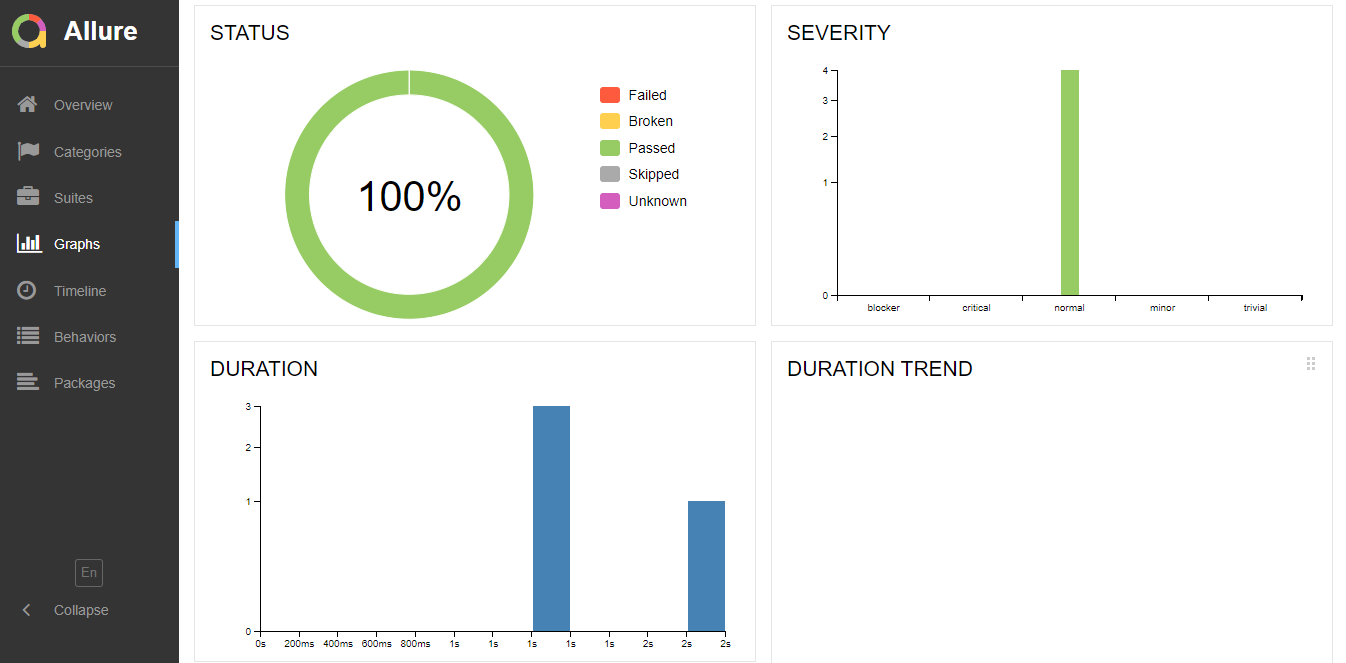 Allure
Overview
Categories
Suites
Graphs
Timeline
Behaviors
Packages
En
Collapse
STATUS
100%
Failed
Broken
Passed
Skipped
Unknown
SEVERITY
4
3
2
1
0
blocker critical normal minor trivial
DURATION
3
2
1
0
0s 200ms 400ms 600ms 800ms 1s 1s 1s 1s 1s 2s 2s 2s
DURATION TREND